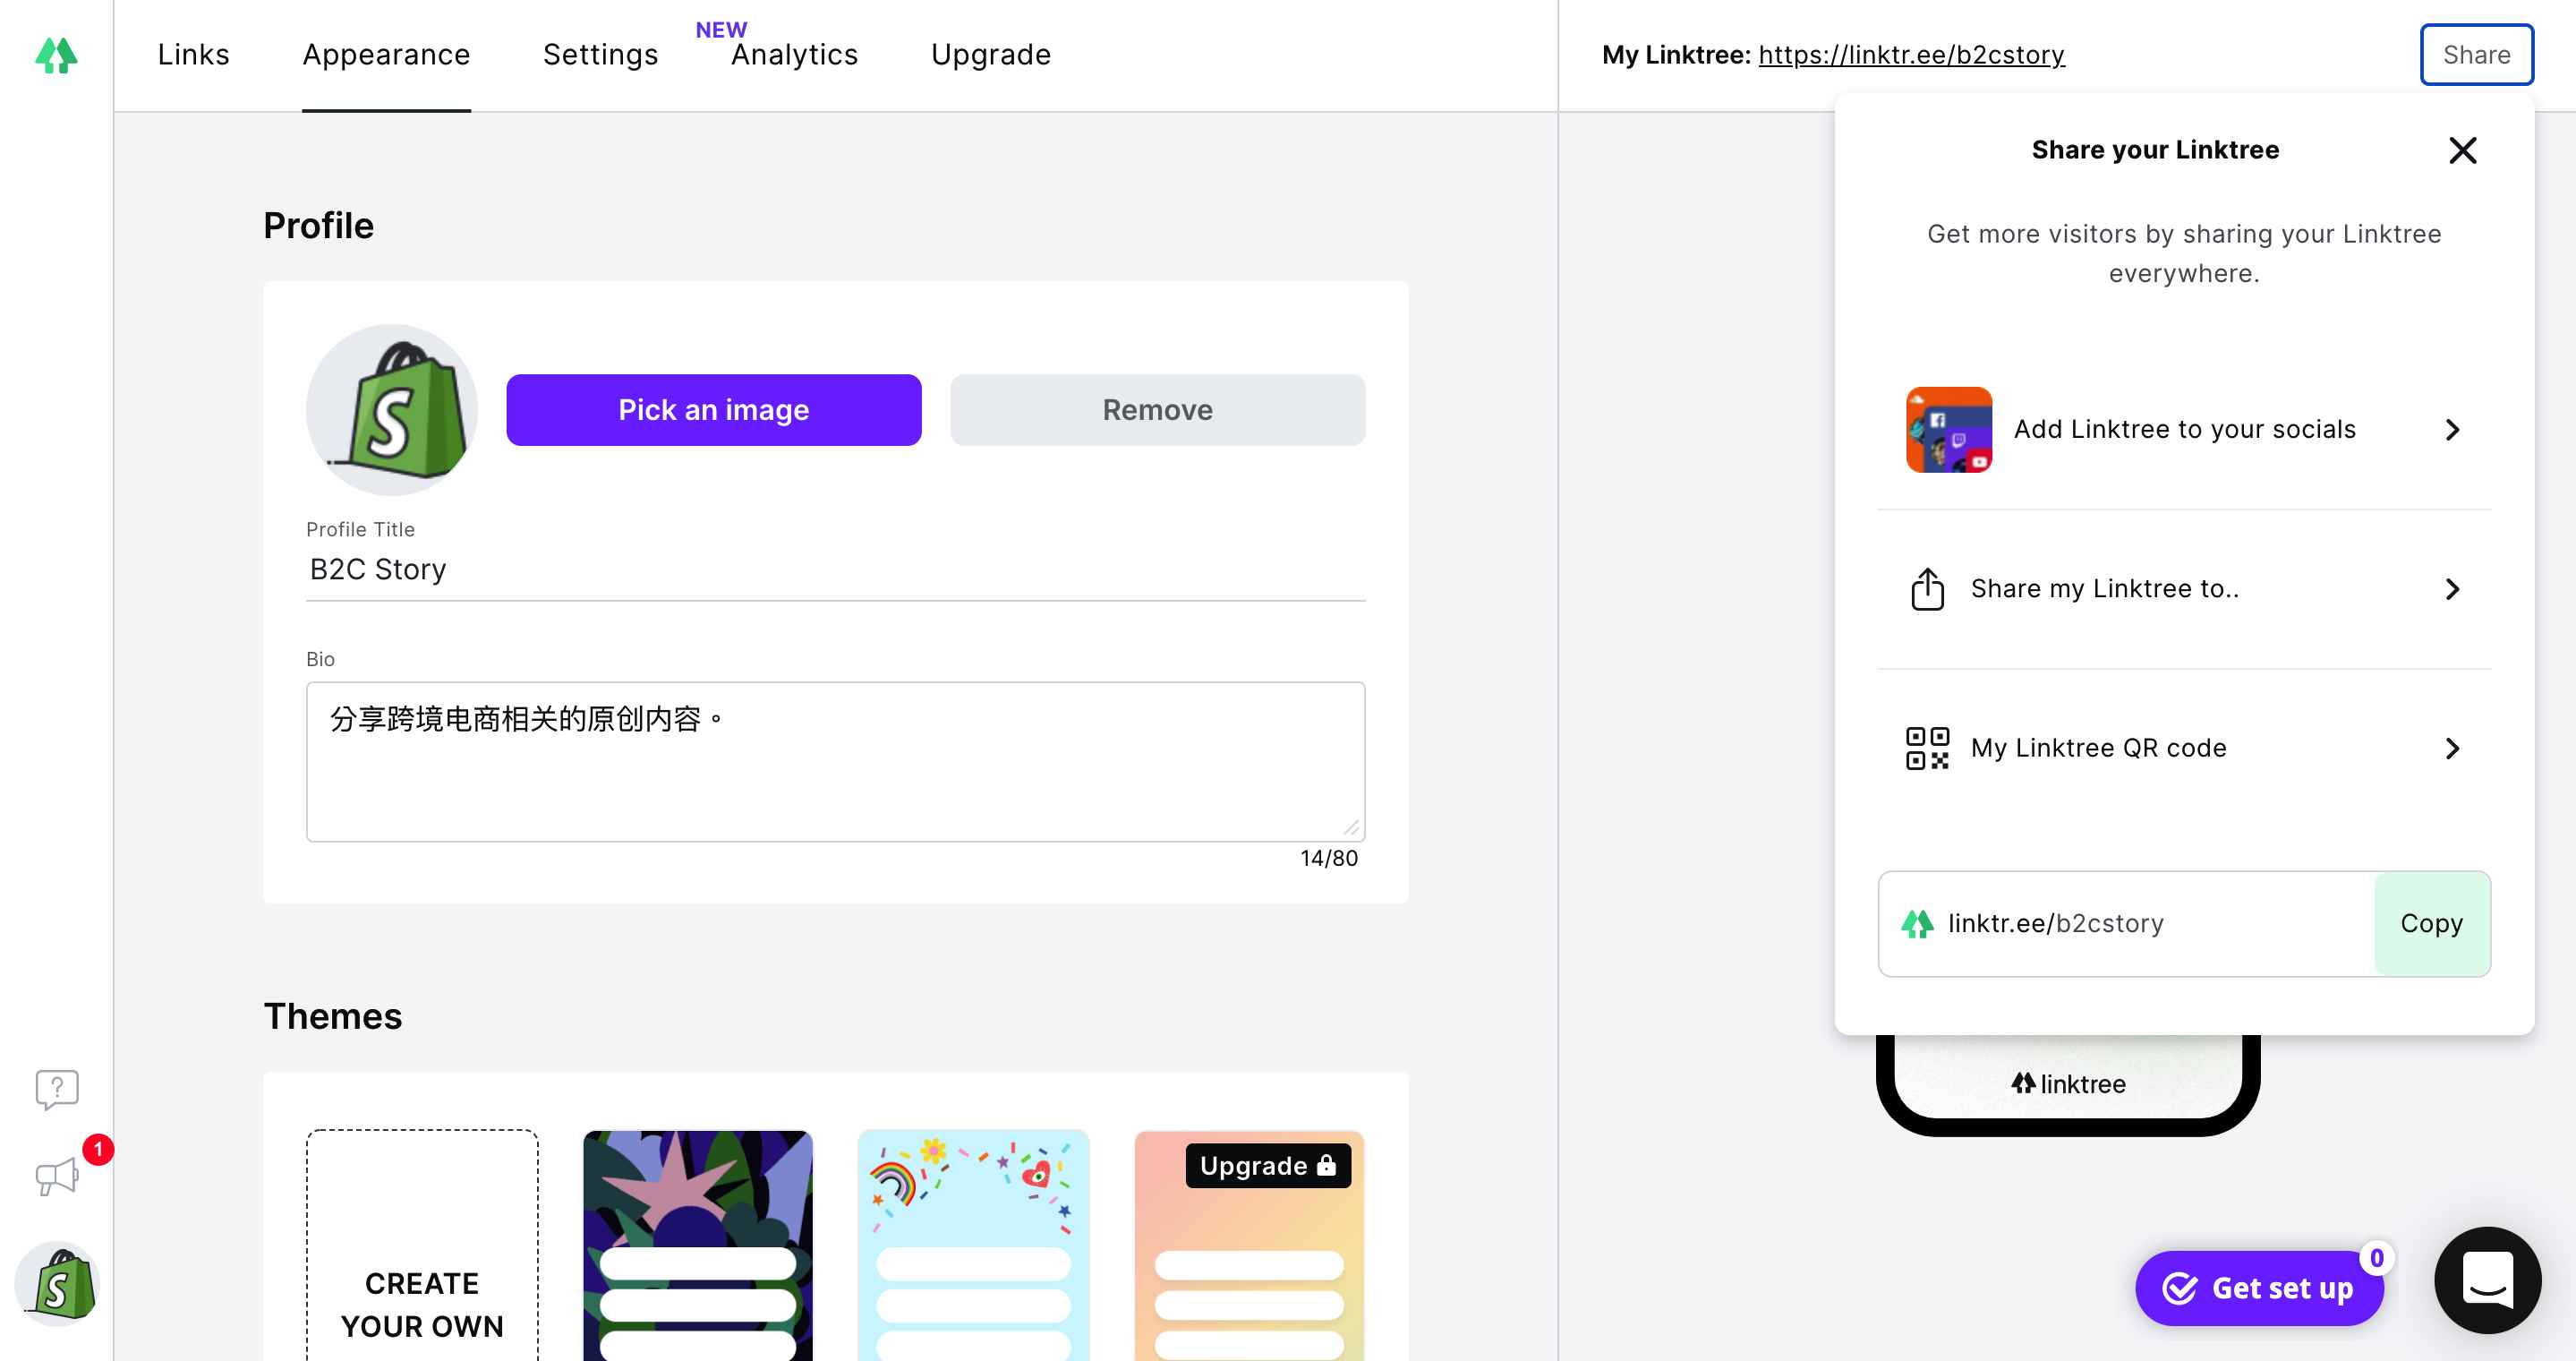 Links
Appearance
Settings
NEW
Analytics
Upgrade
My Linktree: https://linktr.ee/b2cstory
Share
Profile
S
Pick an image
Remove
Profile Title
B2C Story
Bio
分享跨境电商相关的原创内容。
14/80
Themes
CREATE
YOUR OWN
Upgrade
Share your Linktree
Get more visitors by sharing your Linktree
everywhere.
Add Linktree to your socials
Share my Linktree to..
My Linktree QR code
linktr.ee/b2cstory
Copy
linktree
Get set up
0
?
1
S